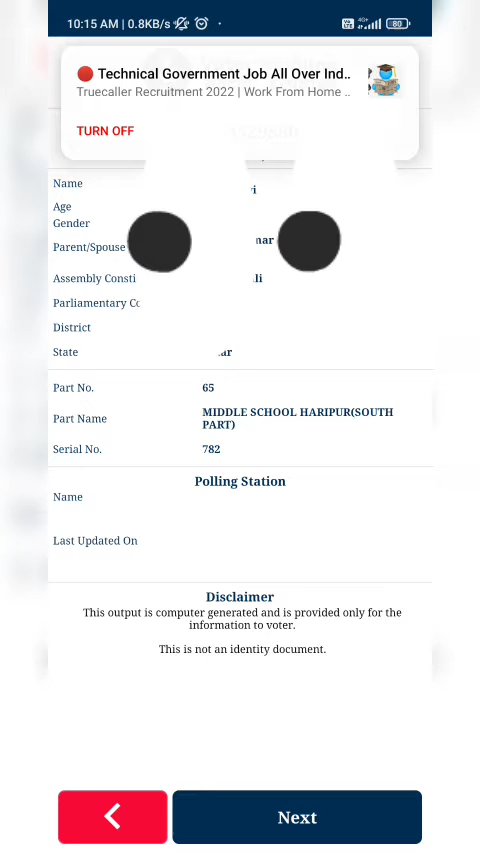 10:15 AM | 0.8KB/s
4G+
80
Technical Government Job All Over Ind..
Truecaller Recruitment 2022 | Work From Home ..
TURN OFF
Name
Age
Gender
Parent/Spouse
Assembly Consti
Parliamentary Co
District
State
Part No. 65
Part Name MIDDLE SCHOOL HARIPUR(SOUTH
PART)
Serial No. 782
Polling Station
Name
Last Updated On
Disclaimer
This output is computer generated and is provided only for the
information to voter.
This is not an identity document.
Next